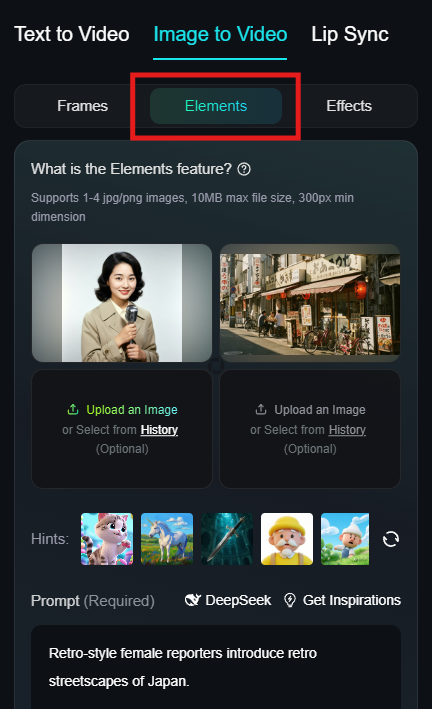 Text to Video Image to Video Lip Sync
Frames Elements Effects
What is the Elements feature?
Supports 1-4 jpg/png images, 10MB max file size, 300px min
dimension
Upload an Image
or Select from History
(Optional)
Upload an Image
or Select from History
(Optional)
Hints:
Prompt (Required) DeepSeek Get Inspirations
Retro-style female reporters introduce retro
streetscapes of Japan.